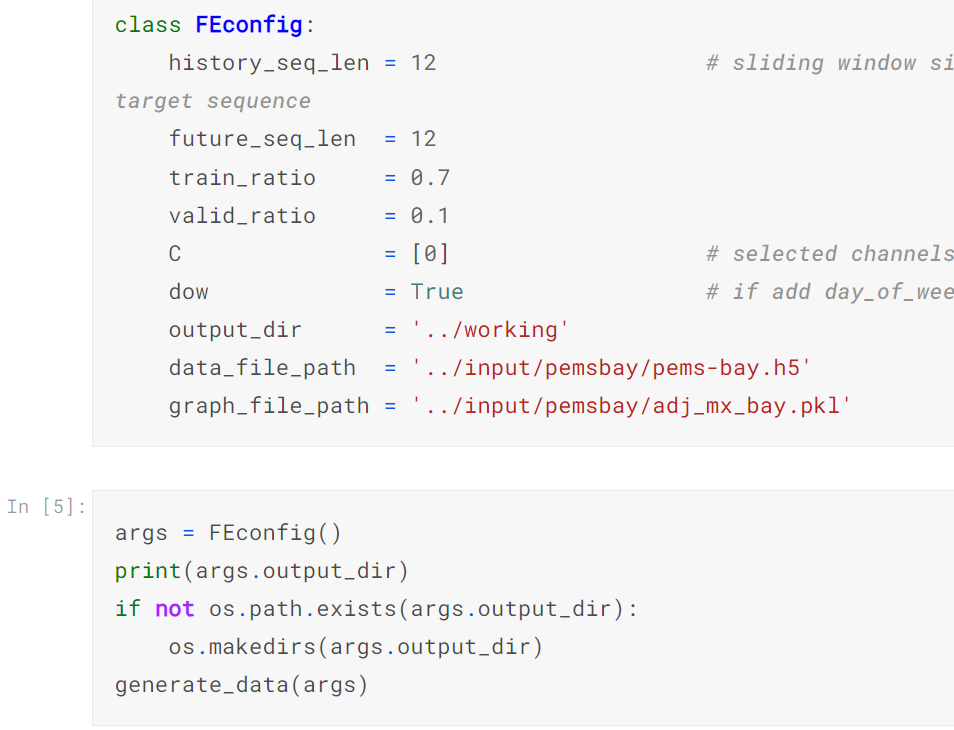 class FEconfig:
    history_seq_len = 12                    # sliding window
target sequence
    future_seq_len  = 12
    train_ratio     = 0.7
    valid_ratio     = 0.1
    C               = [0]                   # selected channels
    dow             = True                  # if add
    output_dir      = '../working'
    data_file_path  = '../input/pemsbay/pems-bay.h5'
    graph_file_path = '../input/pemsbay/adj_mx_bay.pkl'
In [5]:
args = FEconfig()
print(args.output_dir)
if not os.path.exists(args.output_dir):
    os.makedirs(args.output_dir)
generate_data(args)